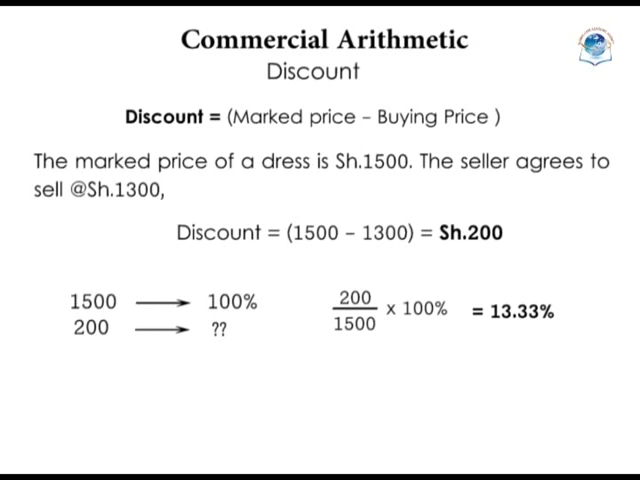 Commercial Arithmetic
Discount
Discount = (Marked price – Buying Price )
The marked price of a dress is Sh.1500. The seller agrees to
sell @Sh.1300,
Discount = (1500 – 1300) = Sh.200
1500 → 100%
200 → ??
200
1500
x 100% = 13.33%